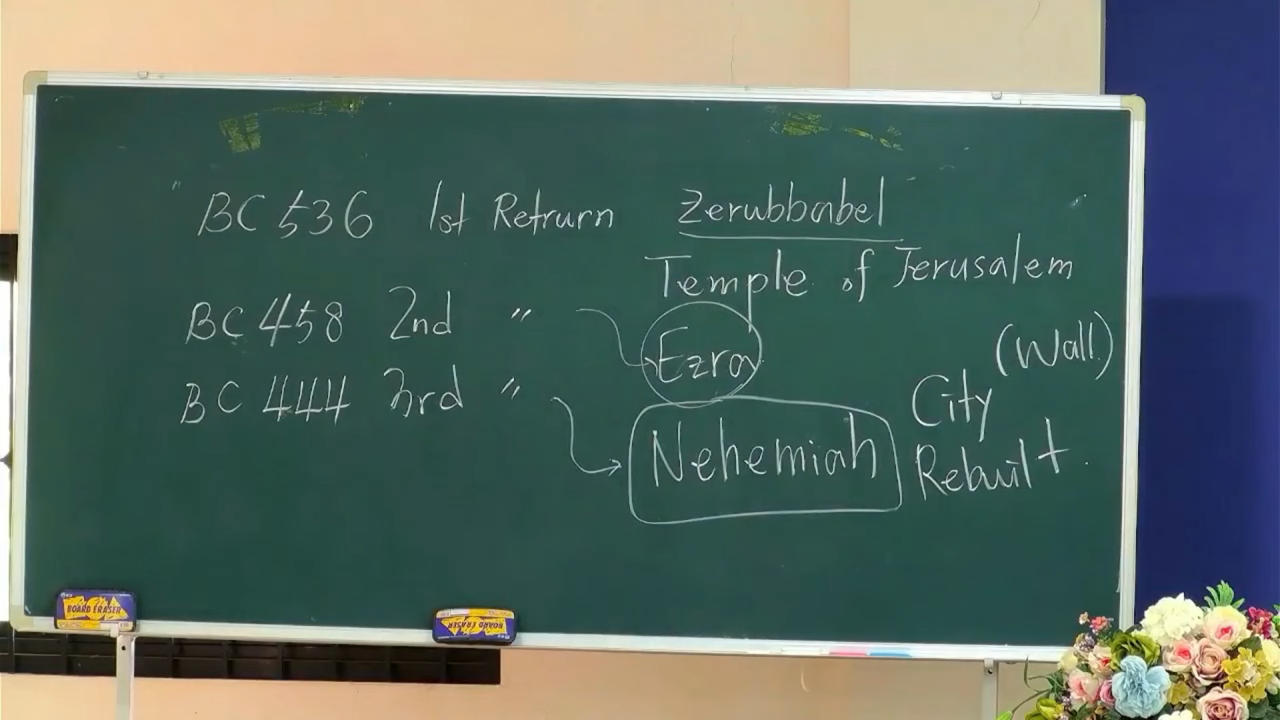 BC 536 1st Retrurn Zerubbabel
Temple of Jerusalem
BC 458 2nd " Ezra
(Wall)
BC 444 3rd " Nehemiah City
Rebuilt.
BOARD ERASER
BOARD ERASER